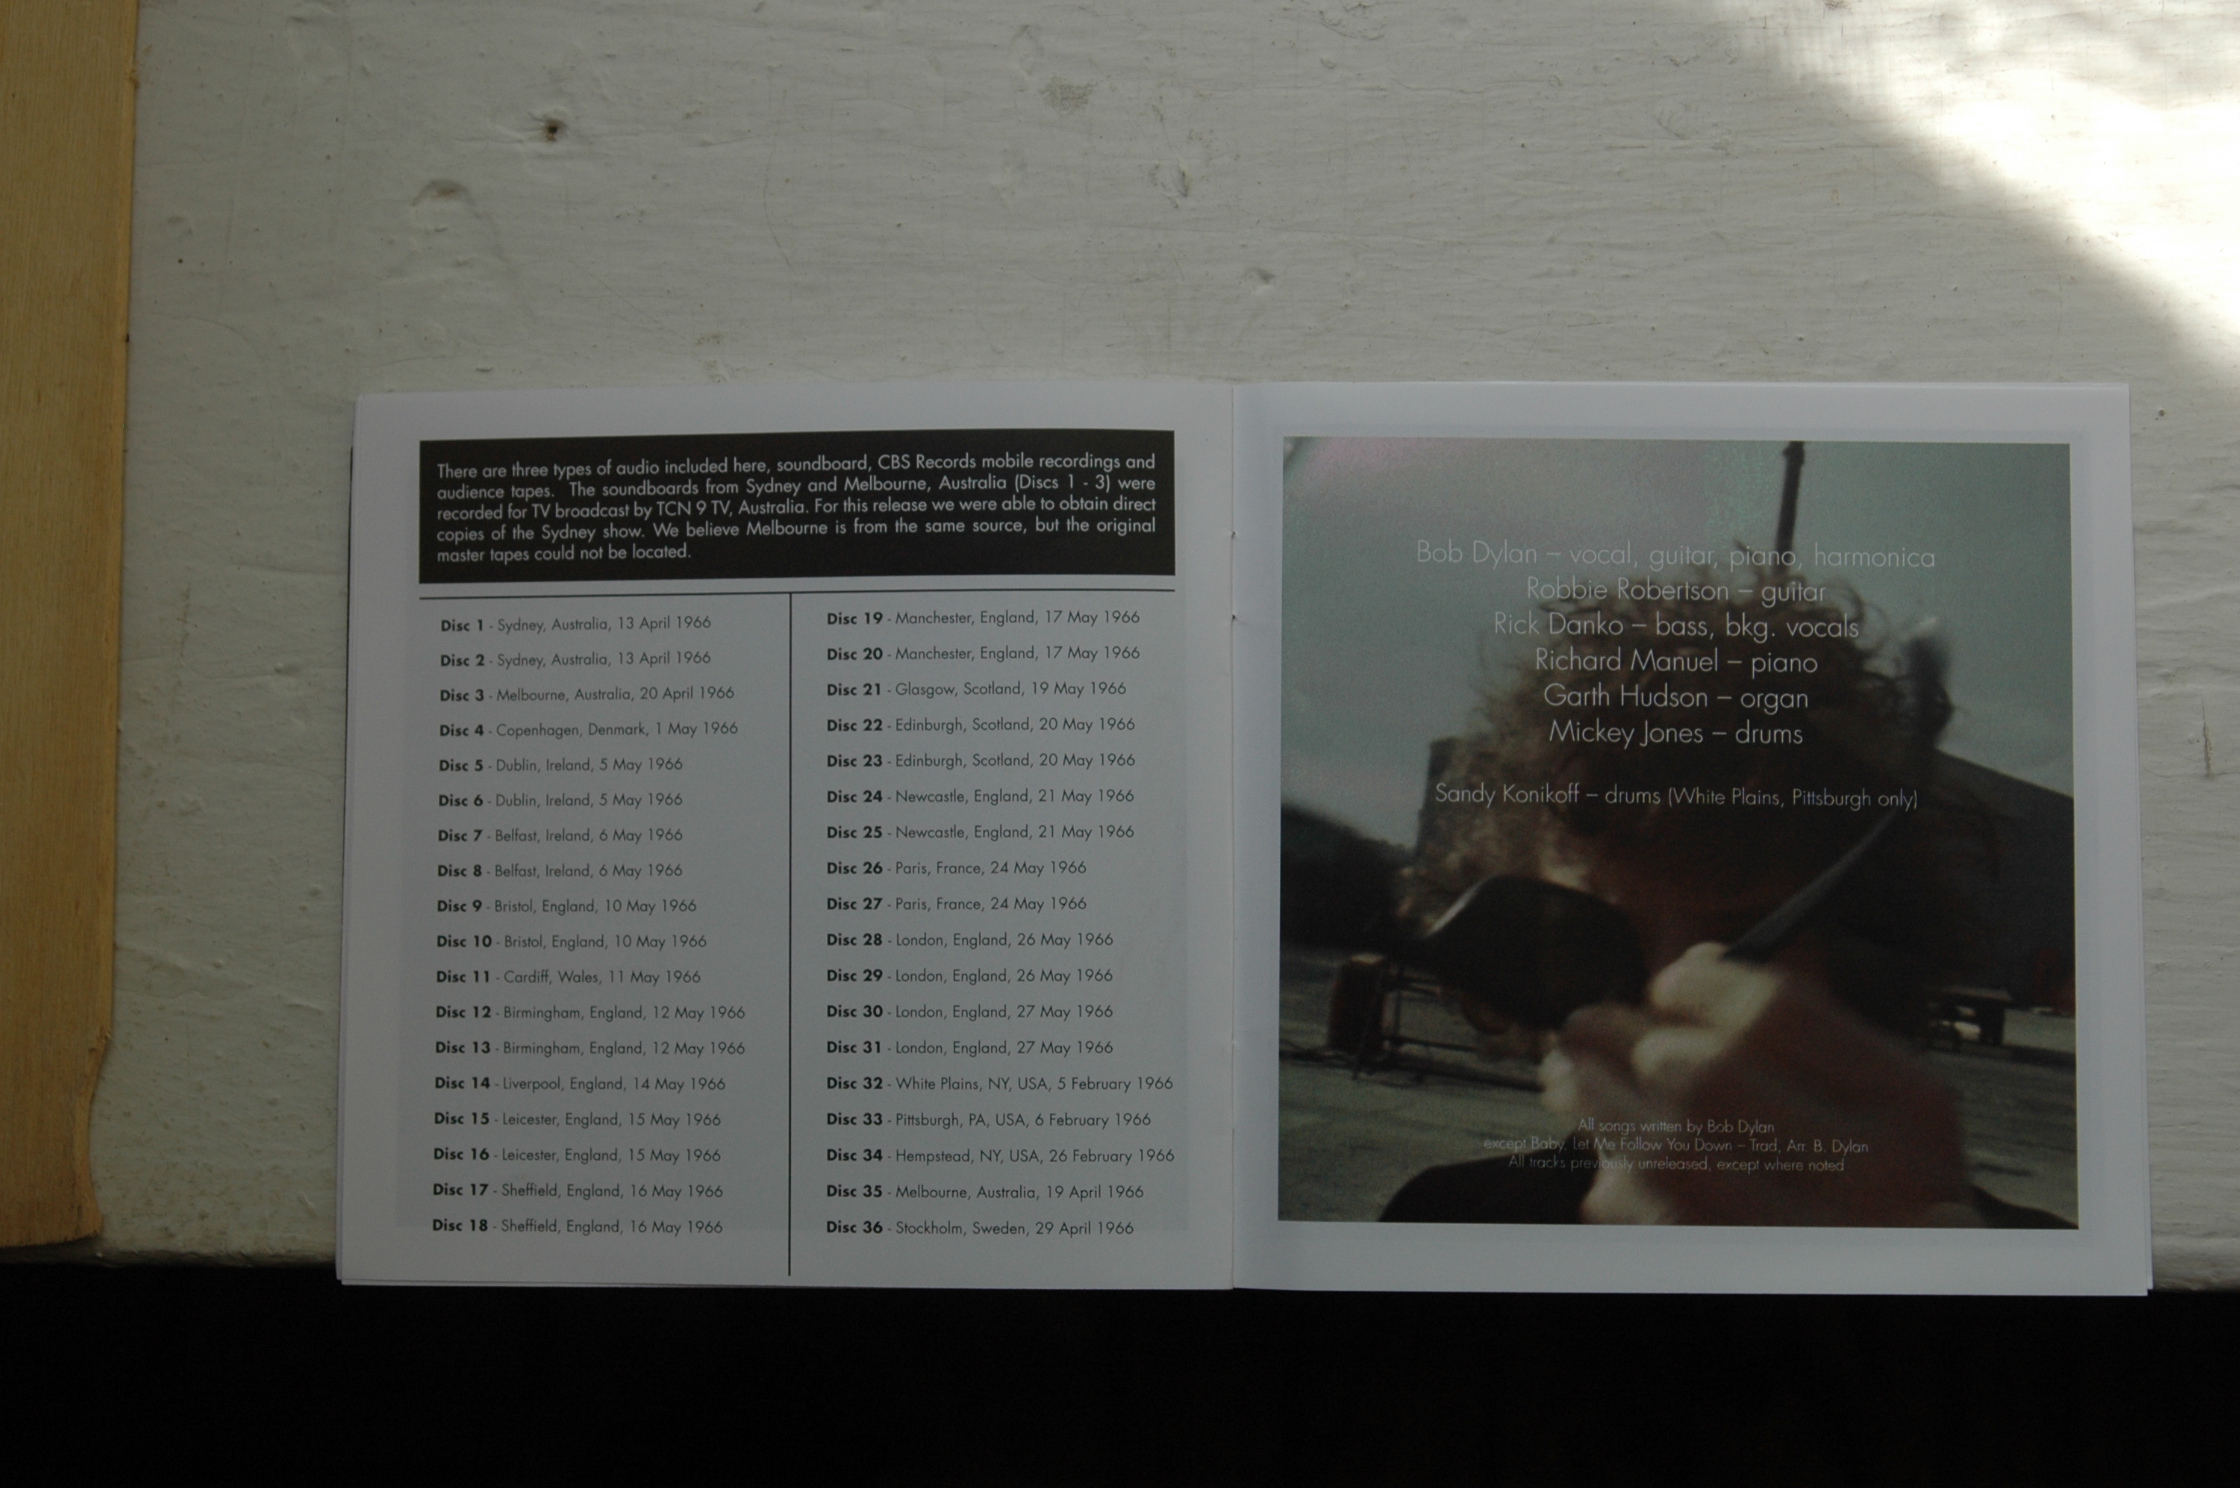 There are three types of audio included here, soundboard, CBS Records mobile recordings and
audience tapes. The soundboards from Sydney and Melbourne, Australia (Discs 1 - 3) were
recorded for TV broadcast by TCN 9 TV, Australia. For this release we were able to obtain direct
copies of the Sydney show. We believe Melbourne is from the same source, but the original
master tapes could not be located.
Disc 1 - Sydney, Australia, 13 April 1966
Disc 2 - Sydney, Australia, 13 April 1966
Disc 3 - Melbourne, Australia, 20 April 1966
Disc 4 - Copenhagen, Denmark, 1 May 1966
Disc 5 - Dublin, Ireland, 5 May 1966
Disc 6 - Dublin, Ireland, 5 May 1966
Disc 7 - Belfast, Ireland, 6 May 1966
Disc 8 - Belfast, Ireland, 6 May 1966
Disc 9 - Bristol, England, 10 May 1966
Disc 10 - Bristol, England, 10 May 1966
Disc 11 - Cardiff, Wales, 11 May 1966
Disc 12 - Birmingham, England, 12 May 1966
Disc 13 - Birmingham, England, 12 May 1966
Disc 14 - Liverpool, England, 14 May 1966
Disc 15 - Leicester, England, 15 May 1966
Disc 16 - Leicester, England, 15 May 1966
Disc 17 - Sheffield, England, 16 May 1966
Disc 18 - Sheffield, England, 16 May 1966
Disc 19 - Manchester, England, 17 May 1966
Disc 20 - Manchester, England, 17 May 1966
Disc 21 - Glasgow, Scotland, 19 May 1966
Disc 22 - Edinburgh, Scotland, 20 May 1966
Disc 23 - Edinburgh, Scotland, 20 May 1966
Disc 24 - Newcastle, England, 21 May 1966
Disc 25 - Newcastle, England, 21 May 1966
Disc 26 - Paris, France, 24 May 1966
Disc 27 - Paris, France, 24 May 1966
Disc 28 - London, England, 26 May 1966
Disc 29 - London, England, 26 May 1966
Disc 30 - London, England, 27 May 1966
Disc 31 - London, England, 27 May 1966
Disc 32 - White Plains, NY, USA, 5 February 1966
Disc 33 - Pittsburgh, PA, USA, 6 February 1966
Disc 34 - Hempstead, NY, USA, 26 February 1966
Disc 35 - Melbourne, Australia, 19 April 1966
Disc 36 - Stockholm, Sweden, 29 April 1966
Bob Dylan – vocal, guitar, piano, harmonica
Robbie Robertson – guitar
Rick Danko – bass, bkg. vocals
Richard Manuel – piano
Garth Hudson – organ
Mickey Jones – drums
Sandy Konikoff – drums (White Plains, Pittsburgh only)
All songs written by Bob Dylan
except Baby, Let Me Follow You Down – Trad, Arr. B. Dylan
All tracks previously unreleased, except where noted